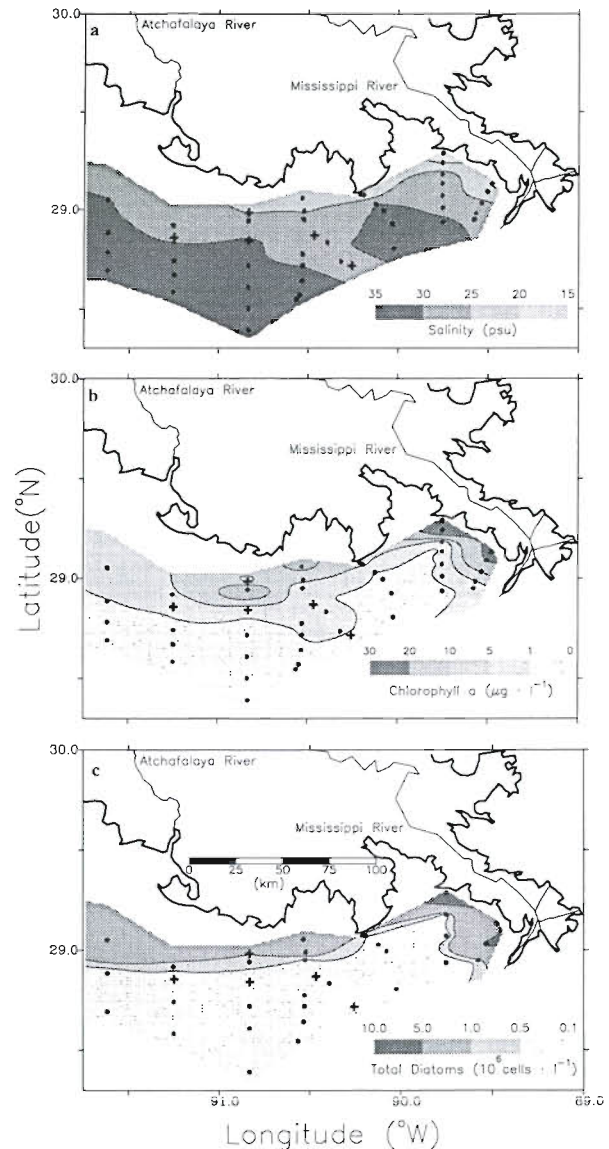 a
30.0
Atchafalaya River
Mississippi River
29.0
35 30 25 20 15
Salinity (psu)
30.0
b
Atchafalaya River
Mississippi River
29.0
30 20 10 5 1 0
Chlorophyll a (μg · l⁻¹)
Latitude(°N)
30.0
c
Atchafalaya River
Mississippi River
0 25 50 75 100
(km)
29.0
10.0 5.0 1.0 0.5 0.1
Total Diatoms (10⁶ cells · l⁻¹)
91.0 90.0 89.0
Longitude (°W)